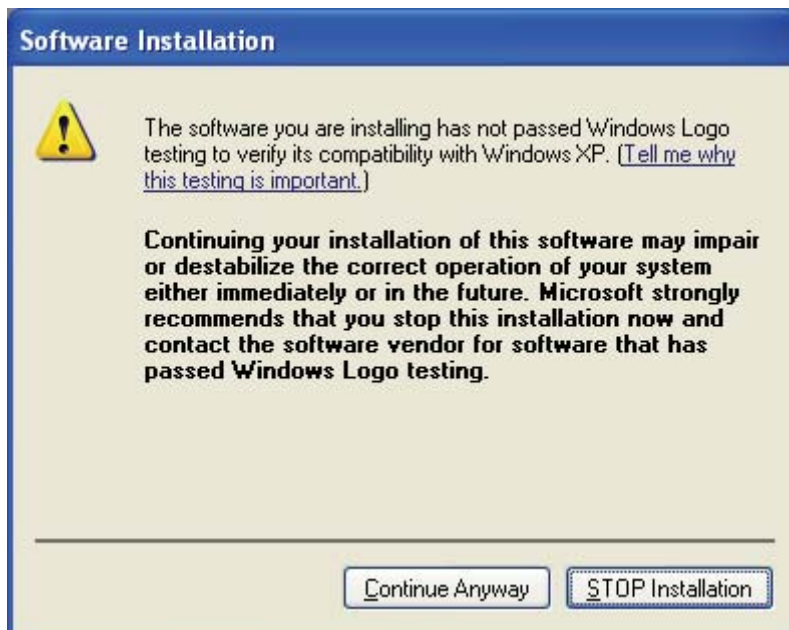 Software Installation
The software you are installing has not passed Windows Logo
testing to verify its compatibility with Windows XP. (Tell me why
this testing is important.)
Continuing your installation of this software may impair
or destabilize the correct operation of your system
either immediately or in the future. Microsoft strongly
recommends that you stop this installation now and
contact the software vendor for software that has
passed Windows Logo testing.
Continue Anyway
STOP Installation